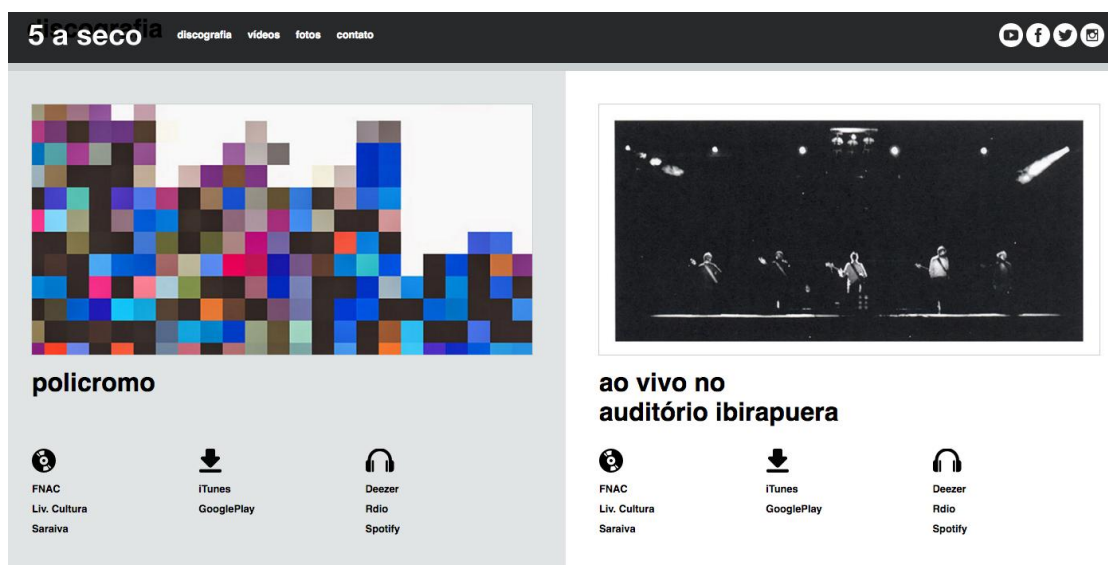 discografia
5 a seco
discografia vídeos fotos contato
policromo
FNAC
Liv. Cultura
Saraiva
iTunes
GooglePlay
Deezer
Rdio
Spotify
ao vivo no
auditório ibirapuera
FNAC
Liv. Cultura
Saraiva
iTunes
GooglePlay
Deezer
Rdio
Spotify